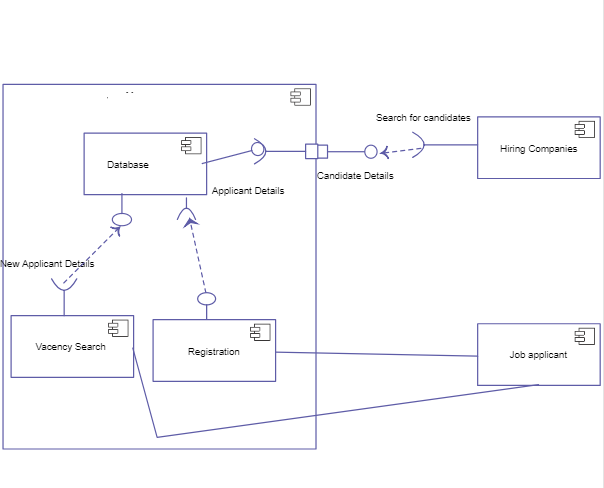 Search for candidates
Hiring Companies
Database
Candidate Details
Applicant Details
New Applicant Details
Vacency Search
Registration
Job applicant